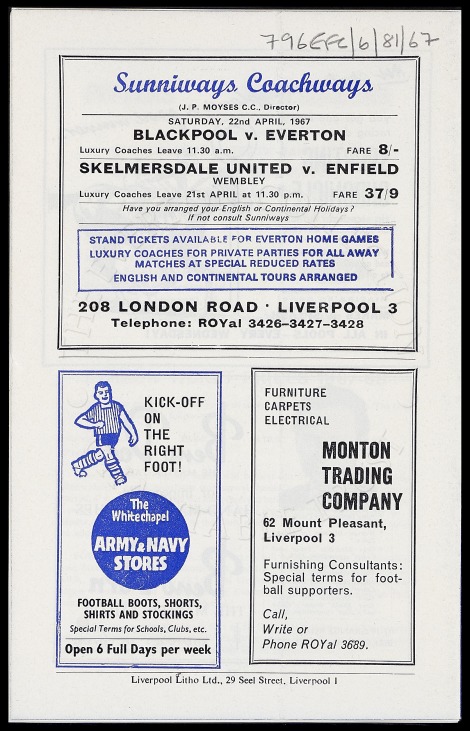 796EFC/6/81/67
Sunniways Coachways
(J. P. MOYSES C.C., Director)
SATURDAY, 22nd APRIL, 1967
BLACKPOOL v. EVERTON
Luxury Coaches Leave 11.30 a.m. FARE 8/-
SKELMERSDALE UNITED v. ENFIELD
WEMBLEY
Luxury Coaches Leave 21st APRIL at 11.30 p.m. FARE 37/9
Have you arranged your English or Continental Holidays?
If not consult Sunniways
STAND TICKETS AVAILABLE FOR EVERTON HOME GAMES
LUXURY COACHES FOR PRIVATE PARTIES FOR ALL AWAY
MATCHES AT SPECIAL REDUCED RATES
ENGLISH AND CONTINENTAL TOURS ARRANGED
208 LONDON ROAD · LIVERPOOL 3
Telephone: ROYal 3426–3427–3428
KICK-OFF
ON
THE
RIGHT
FOOT!
The
Whitechapel
ARMY & NAVY
STORES
FOOTBALL BOOTS, SHORTS,
SHIRTS AND STOCKINGS
Special Terms for Schools, Clubs, etc.
Open 6 Full Days per week
FURNITURE
CARPETS
ELECTRICAL
MONTON
TRADING
COMPANY
62 Mount Pleasant,
Liverpool 3
Furnishing Consultants:
Special terms for foot-
ball supporters.
Call,
Write or
Phone ROYal 3689.
Liverpool Litho Ltd., 29 Seel Street, Liverpool 1